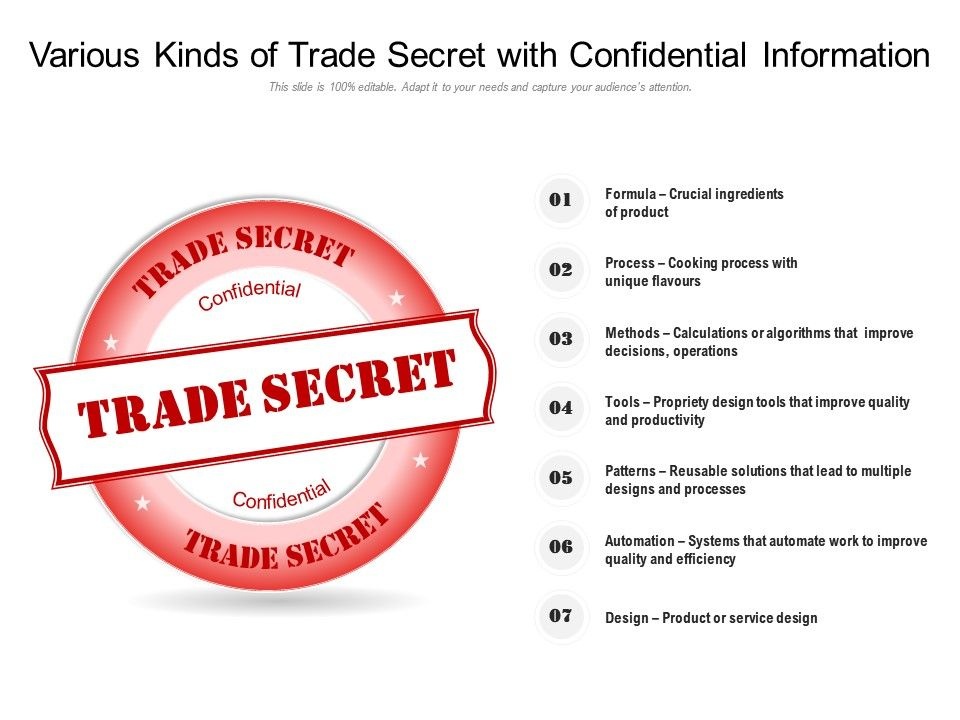 Various Kinds of Trade Secret with Confidential Information
This slide is 100% editable. Adapt it to your needs and capture your audience's attention.
TRADE SECRET
Confidential
TRADE SECRET
Confidential
TRADE SECRET
01
Formula – Crucial ingredients
of product
02
Process – Cooking process with
unique flavours
03
Methods – Calculations or algorithms that improve
decisions, operations
04
Tools – Propriety design tools that improve quality
and productivity
05
Patterns – Reusable solutions that lead to multiple
designs and processes
06
Automation – Systems that automate work to improve
quality and efficiency
07
Design – Product or service design